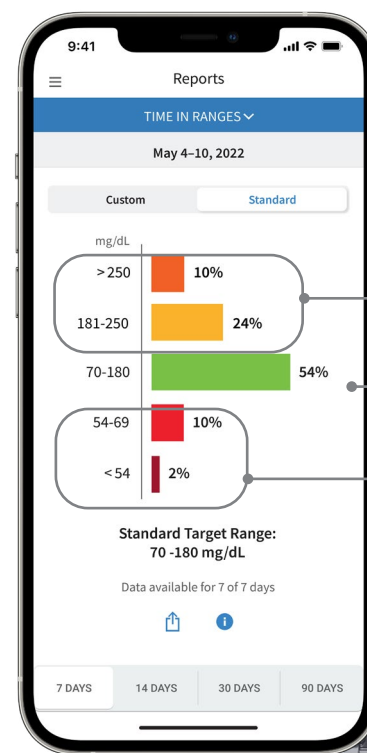 9:41
Reports
TIME IN RANGES
May 4–10, 2022
Custom Standard
mg/dL
>250 10%
181-250 24%
70-180 54%
54-69 10%
<54 2%
Standard Target Range:
70 -180 mg/dL
Data available for 7 of 7 days
7 DAYS 14 DAYS 30 DAYS 90 DAYS